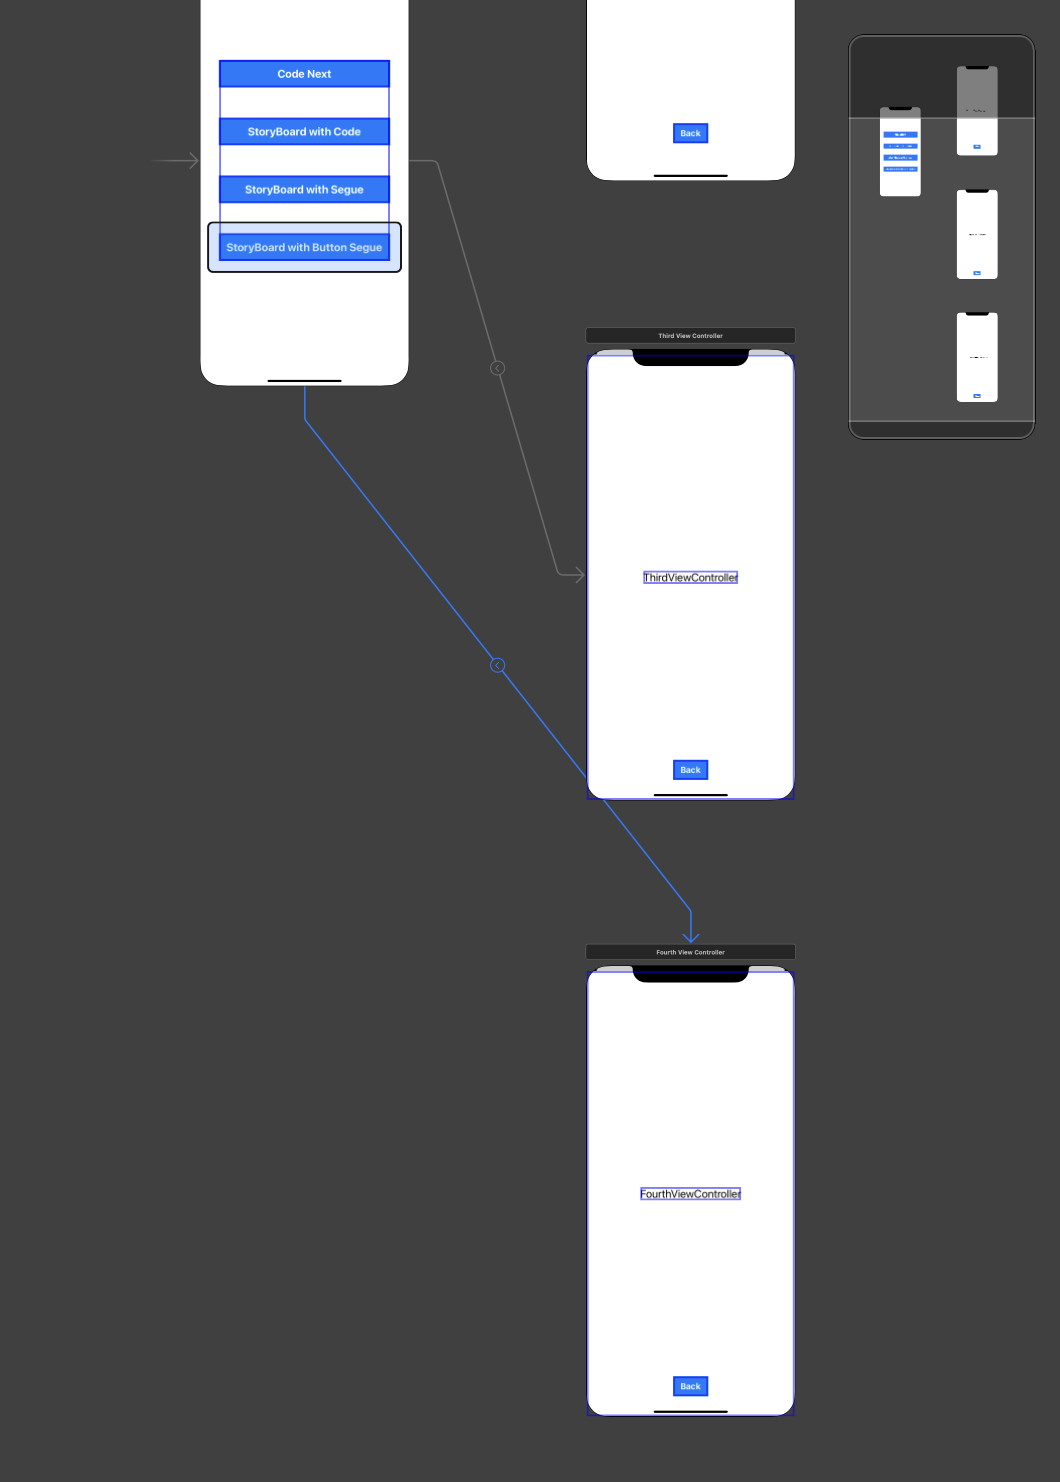 Code Next
StoryBoard with Code
StoryBoard with Segue
StoryBoard with Button Segue
Back
Third View Controller
ThirdViewController
Back
Fourth View Controller
FourthViewController
Back